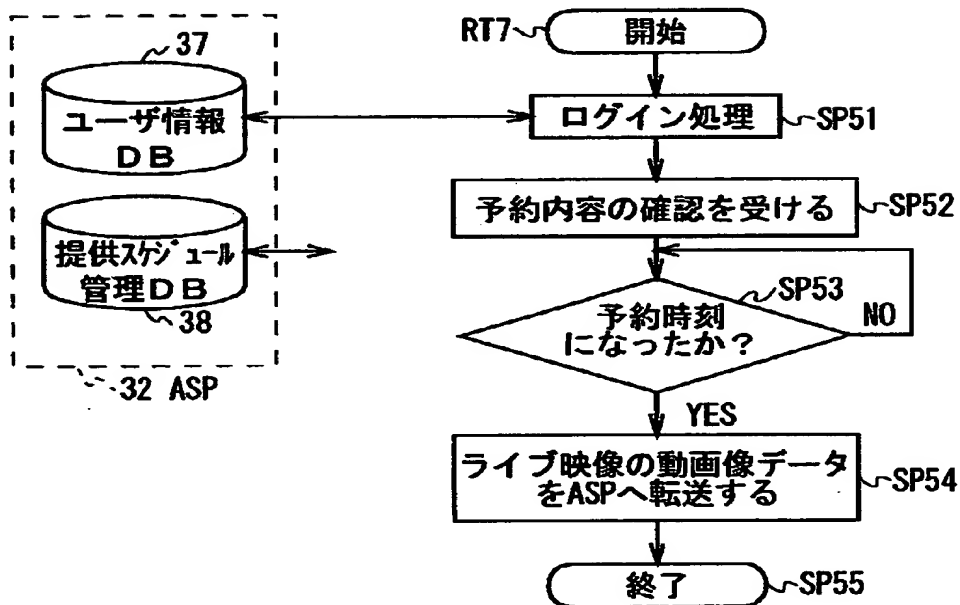 37
ユーザ情報
DB
提供スケジュール
管理DB
38
32 ASP
RT7
開始
ログイン処理
SP51
予約内容の確認を受ける
SP52
SP53
予約時刻
になったか？
NO
YES
ライブ映像の動画像データ
をASPへ転送する
SP54
終了
SP55